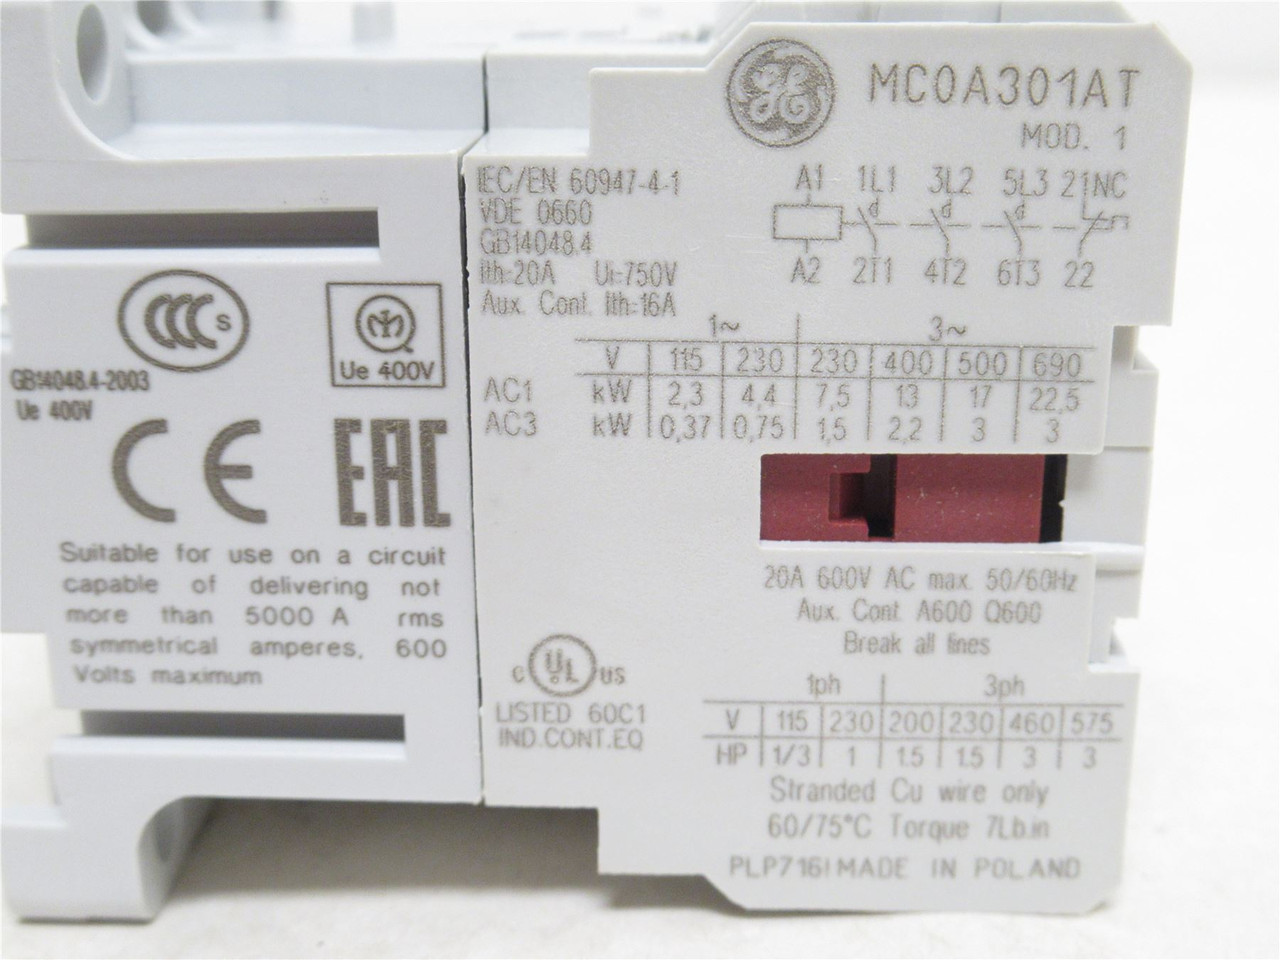 MC0A301AT
MOD. 1
IEC/EN 60947-4-1
VDE 0660
GB14048.4
Ith=20A Ui=750V
Aux. Cont. Ith=16A
A1 1L1 3L2 5L3 21NC
A2 2T1 4T2 6T3 22
1~ 3~
V 115 230 230 400 500 690
AC1 kW 2,3 4,4 7,5 13 17 22,5
AC3 kW 0,37 0,75 1,5 2,2 3 3
CCC S
GB14048.4-2003
Ue 400V
Ue 400V
CE EAC
Suitable for use on a circuit
capable of delivering not
more than 5000 A rms
symmetrical amperes, 600
Volts maximum
20A 600V AC max. 50/60Hz
Aux. Cont. A600 Q600
Break all lines
c UL us
LISTED 60C1
IND.CONT.EQ
1ph 3ph
V 115 230 200 230 460 575
HP 1/3 1 1.5 1.5 3 3
Stranded Cu wire only
60/75°C Torque 7Lb.in
PLP716I MADE IN POLAND